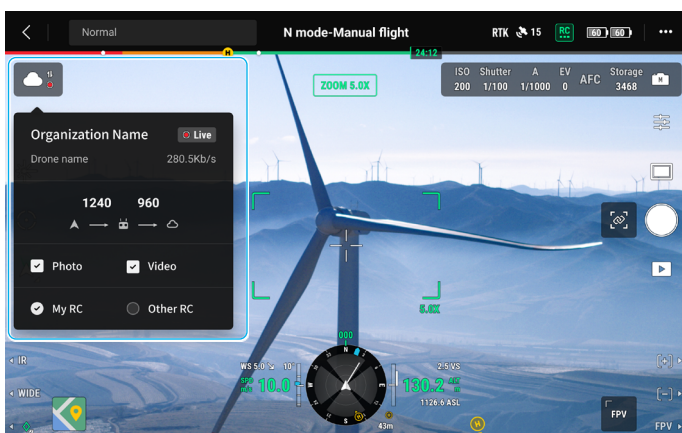 Normal
N mode-Manual flight
RTK 15 RC 60 60
H
24:12
ZOOM 5.0X
ISO Shutter A EV AFC Storage
200 1/100 1/1000 0 3468
N
Organization Name Live
Drone name 280.5Kb/s
1240 960
Photo Video
My RC Other RC
5.0X
IR
WIDE
000
WS 5.0 10
SPD 10.0
N
W E
S
H
2.5 VS
130.2 ALT
1126.6 ASL
43m
H
FPV
FPV